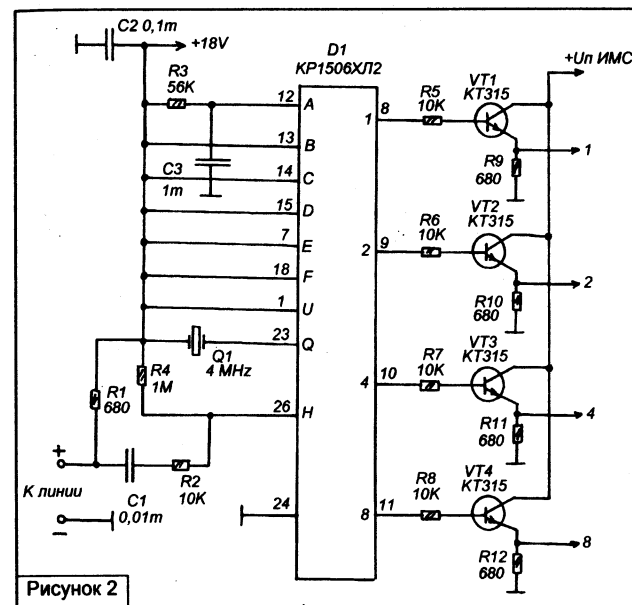 C2 0,1m
+18V
D1
КР1506ХЛ2
+Uп ИМС
R3
56K
12
A
13
B
C3
1m
14
C
15
D
7
E
18
F
1
U
23
Q
Q1
4 MHz
R4
1M
R1
680
26
H
+
К линии
–
C1
0,01m
R2
10K
24
1
8
R5
10K
VT1
КТ315
R9
680
1
2
9
R6
10K
VT2
КТ315
R10
680
2
4
10
R7
10K
VT3
КТ315
R11
680
4
8
11
R8
10K
VT4
КТ315
R12
680
8
Рисунок 2